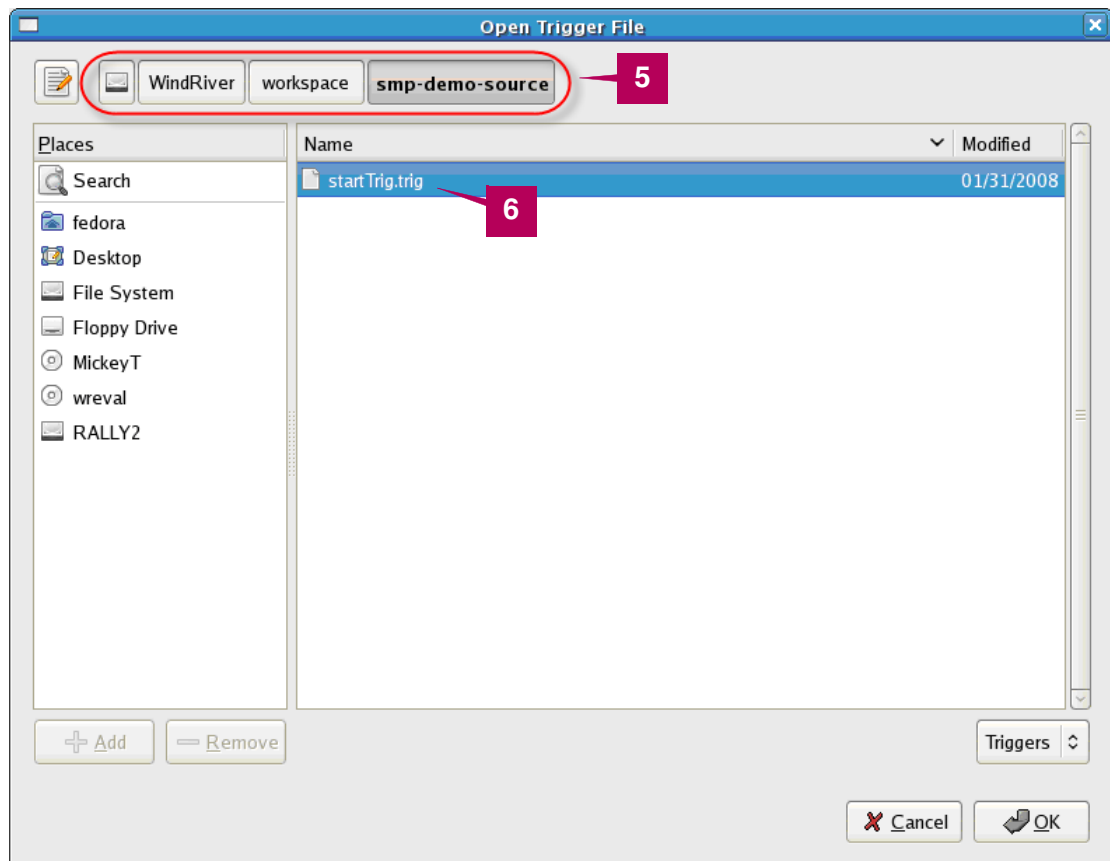 Open Trigger File
WindRiver workspace smp-demo-source
5
Places
Search
fedora
Desktop
File System
Floppy Drive
MickeyT
wreval
RALLY2
Name Modified
startTrig.trig 01/31/2008
6
Add Remove
Triggers
Cancel OK